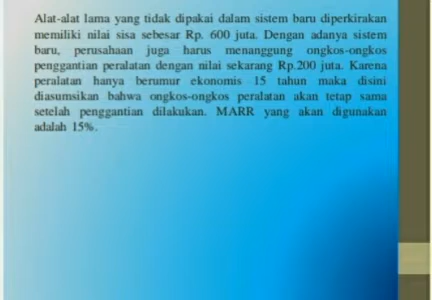 Alat-alat lama yang tidak dipakai dalam sistem baru diperkirakan
memiliki nilai sisa sebesar Rp. 600 juta. Dengan adanya sistem
baru, perusahaan juga harus menanggung ongkos-ongkos
penggantian peralatan dengan nilai sekarang Rp.200 juta. Karena
peralatan hanya berumur ekonomis 15 tahun maka disini
diasumsikan bahwa ongkos-ongkos peralatan akan tetap sama
setelah penggantian dilakukan. MARR yang akan digunakan
adalah 15%.